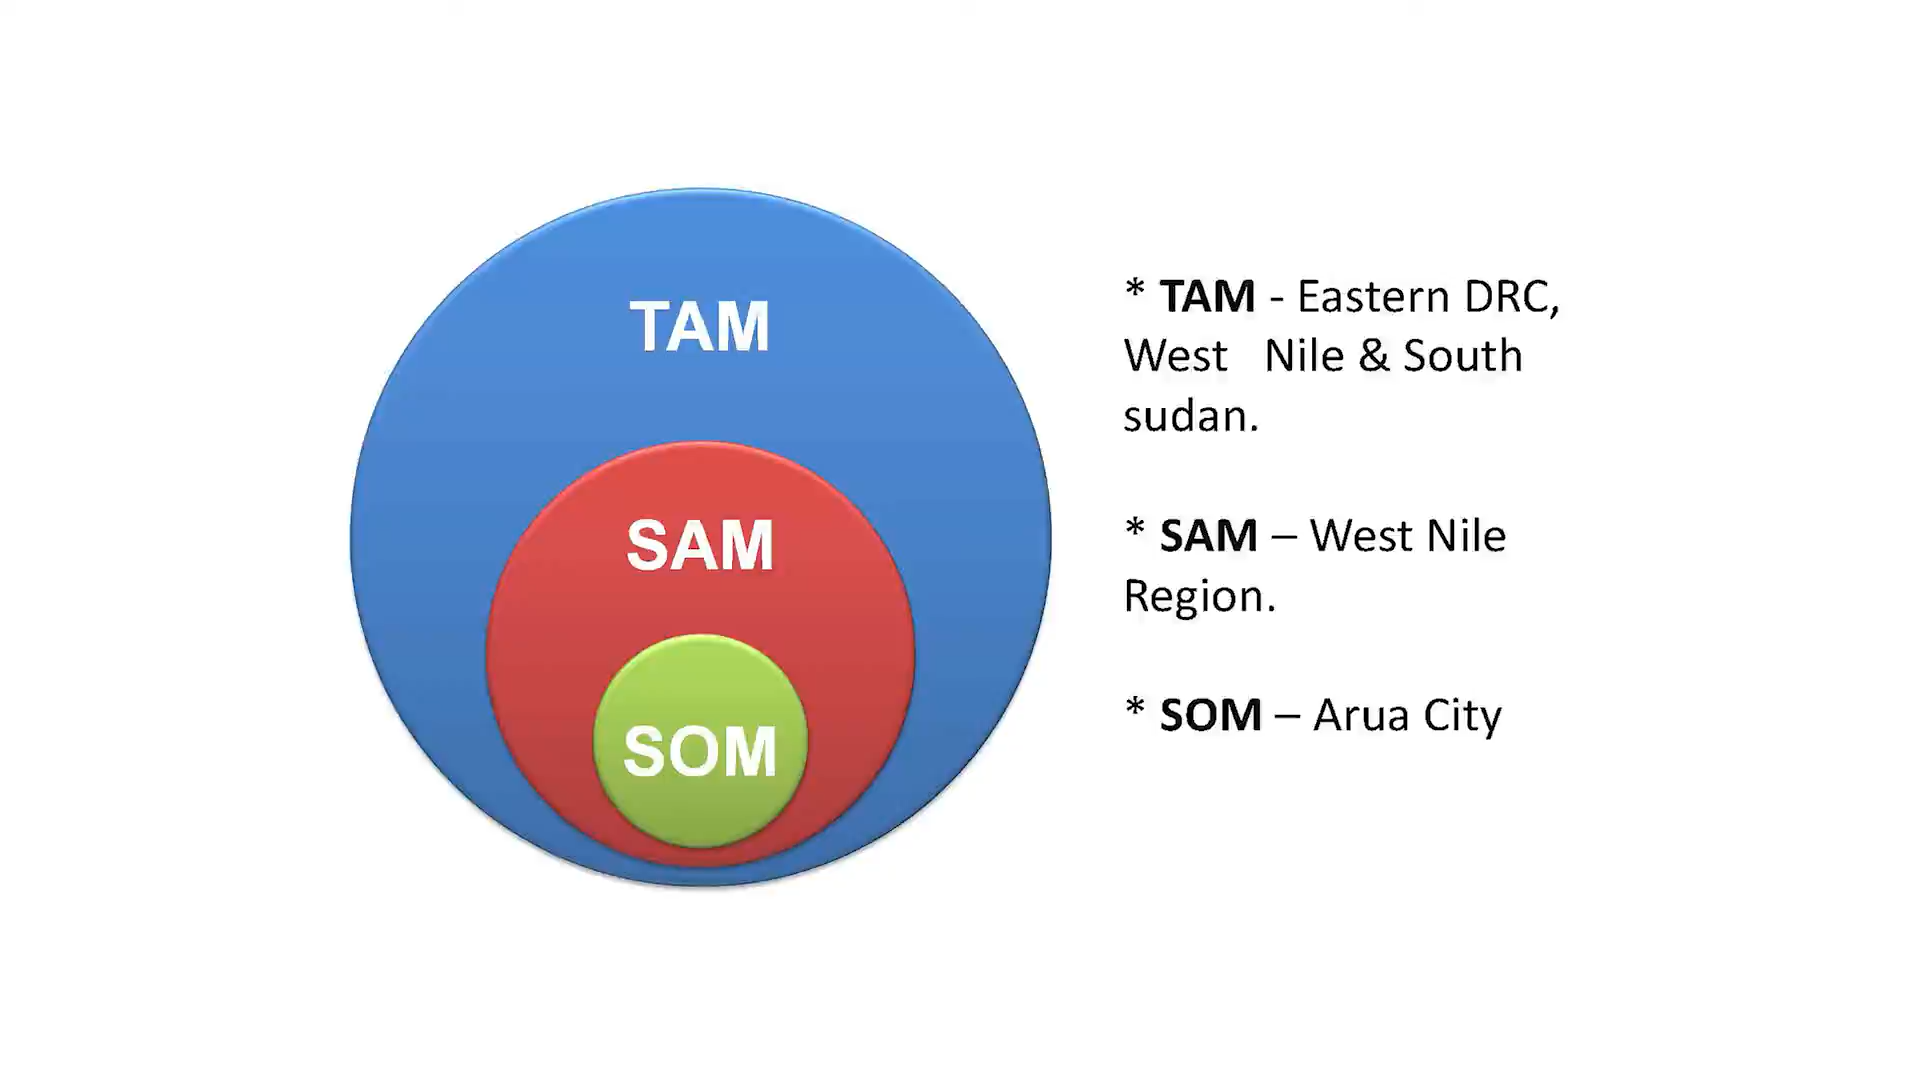 TAM
SAM
SOM
* TAM - Eastern DRC,
West   Nile & South
sudan.
* SAM – West Nile
Region.
* SOM – Arua City